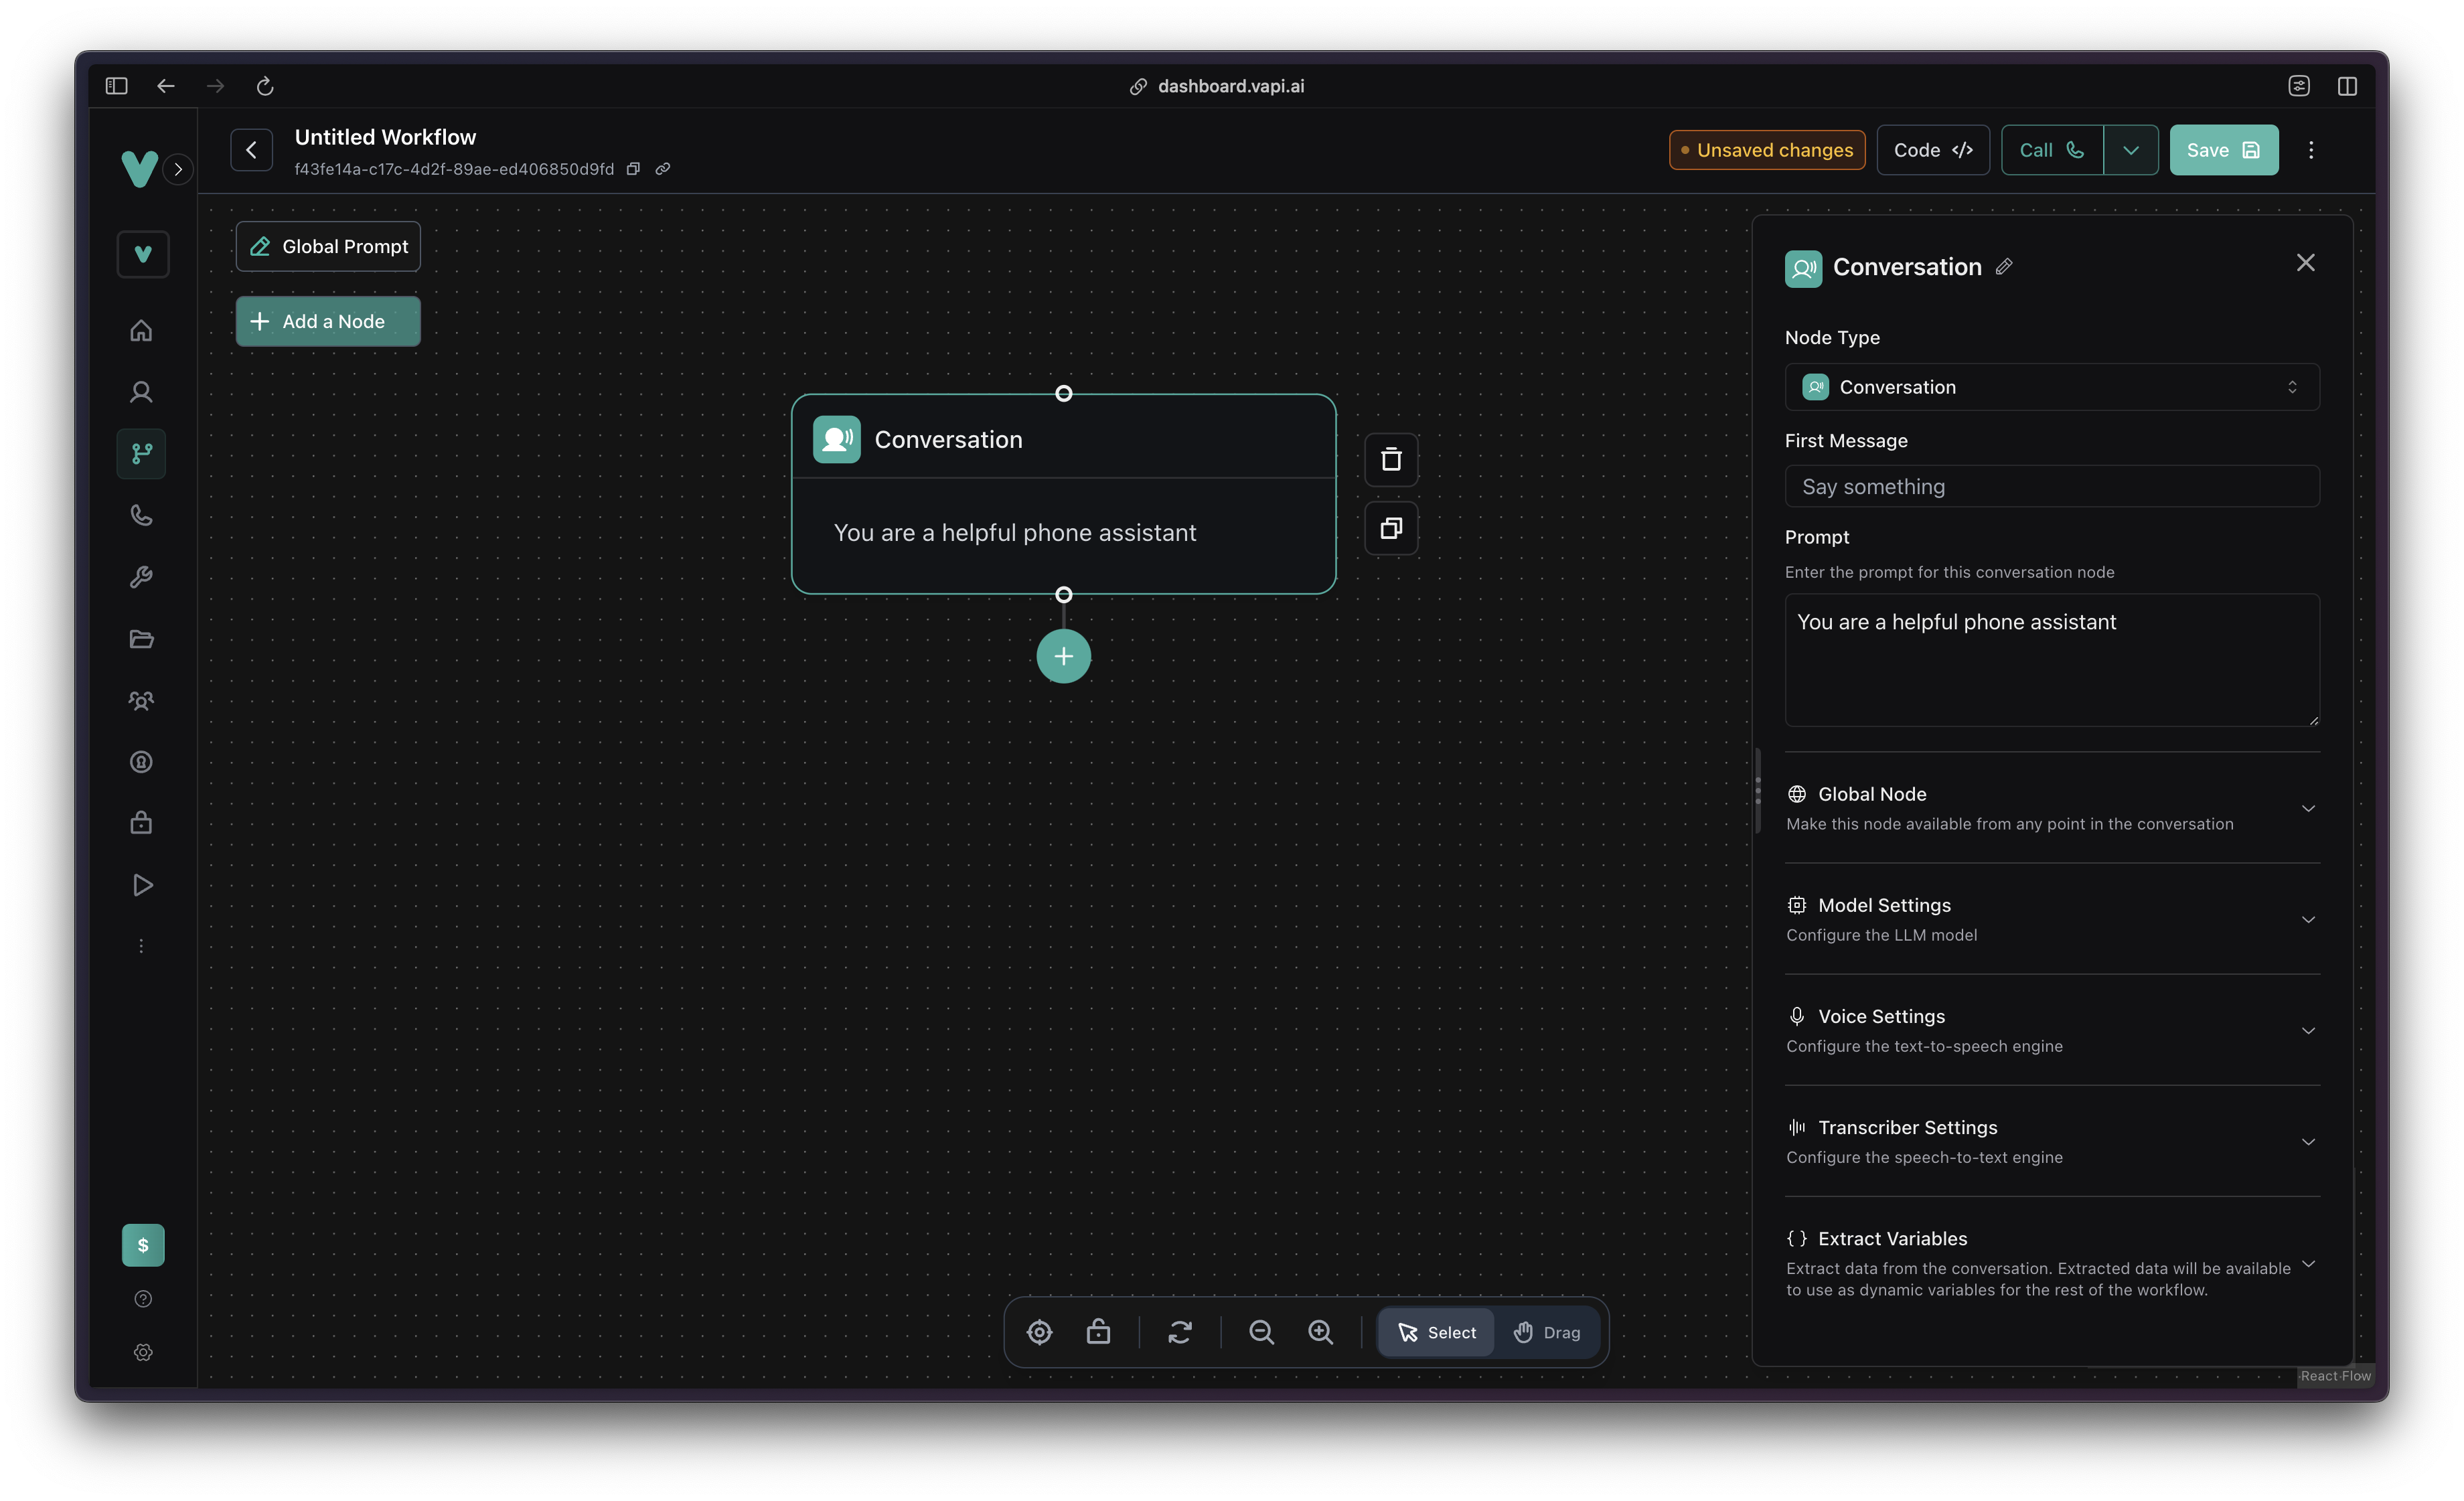 dashboard.vapi.ai
Untitled Workflow
f43fe14a-c17c-4d2f-89ae-ed406850d9fd
Unsaved changes
Code </>
Call
Save
Global Prompt
Add a Node
Conversation
You are a helpful phone assistant
Conversation
Node Type
Conversation
First Message
Say something
Prompt
Enter the prompt for this conversation node
You are a helpful phone assistant
Global Node
Make this node available from any point in the conversation
Model Settings
Configure the LLM model
Voice Settings
Configure the text-to-speech engine
Transcriber Settings
Configure the speech-to-text engine
{ } Extract Variables
Extract data from the conversation. Extracted data will be available
to use as dynamic variables for the rest of the workflow.
$
Select
Drag
React Flow